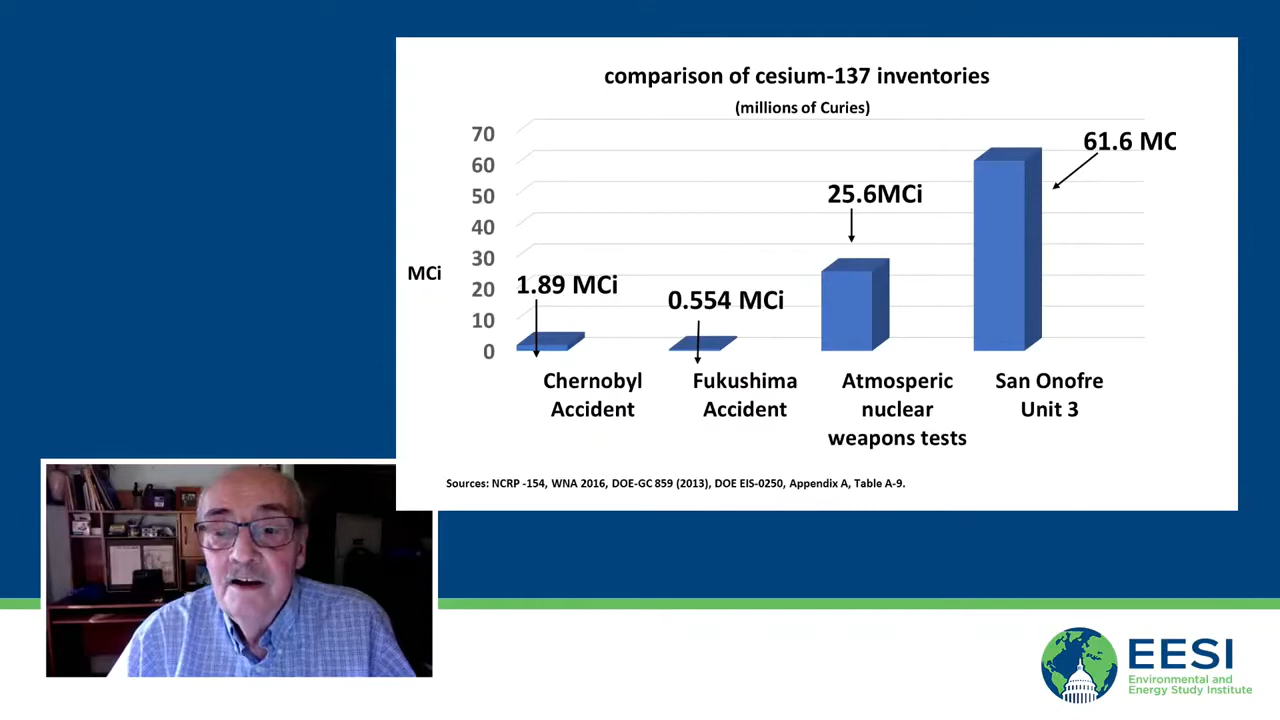 comparison of cesium-137 inventories
(millions of Curies)
70
60
50
40
30
20
10
0
MCi
1.89 MCi
0.554 MCi
25.6MCi
61.6 MC
Chernobyl
Accident
Fukushima
Accident
Atmosperic
nuclear
weapons tests
San Onofre
Unit 3
Sources: NCRP -154, WNA 2016, DOE-GC 859 (2013), DOE EIS-0250, Appendix A, Table A-9.
EESI
Environmental and
Energy Study Institute